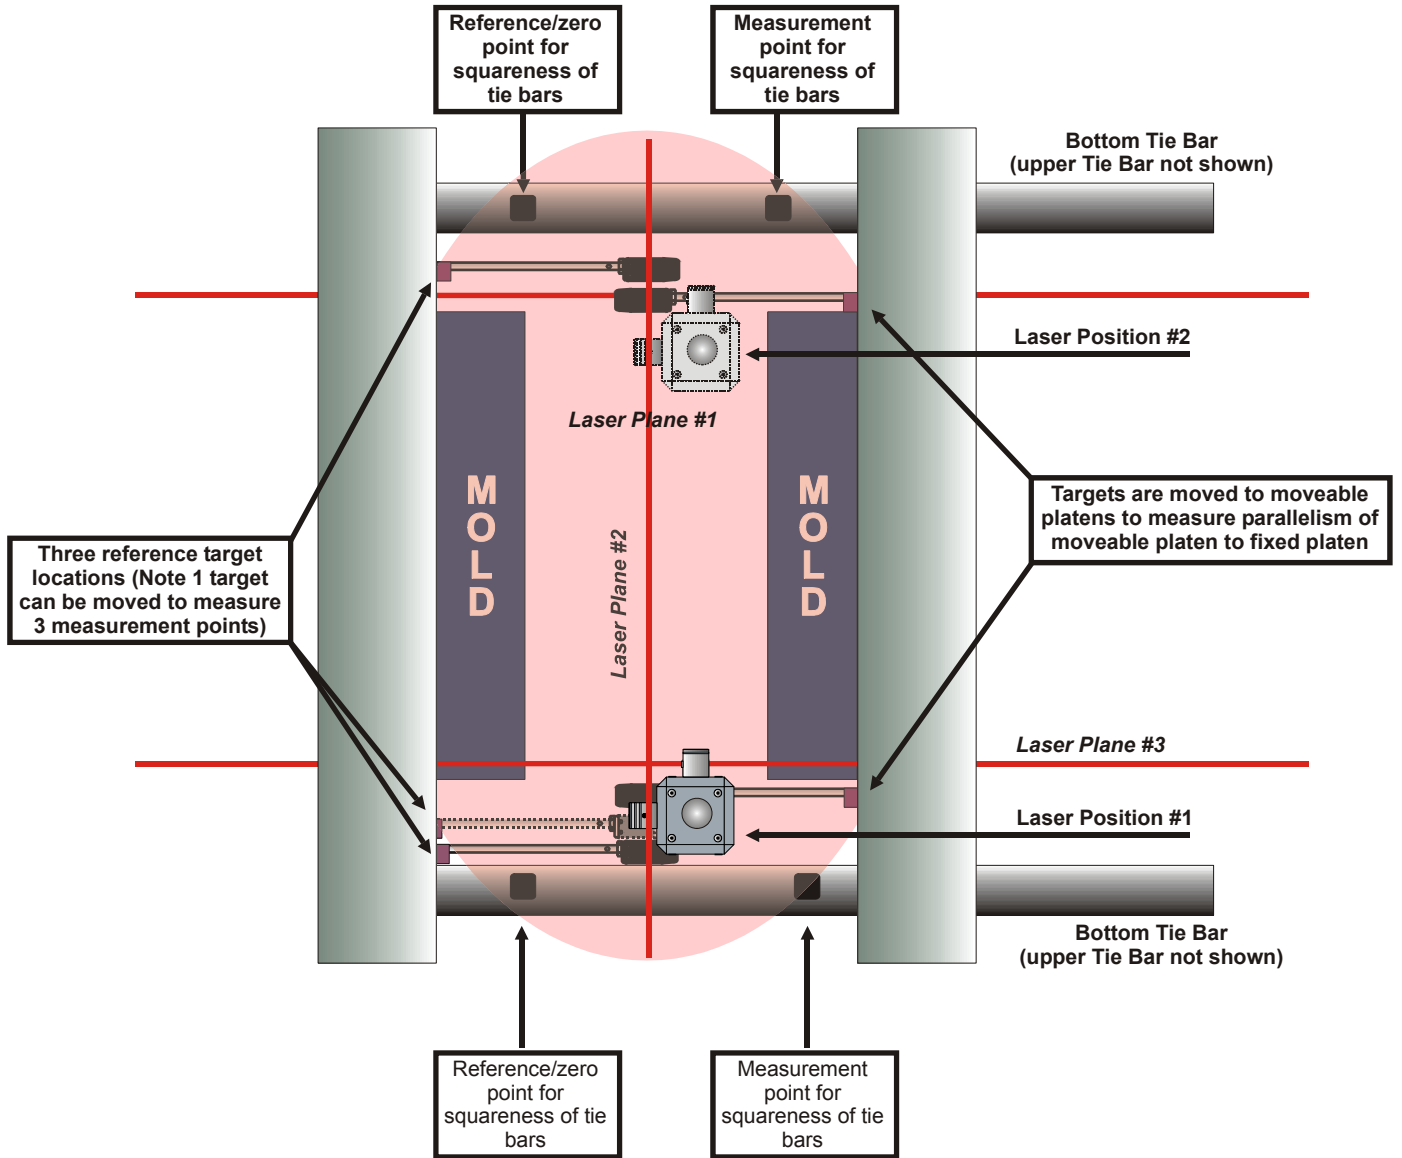 Reference/zero
point for
squareness of
tie bars
Measurement
point for
squareness of
tie bars
Bottom Tie Bar
(upper Tie Bar not shown)
Laser Position #2
Laser Plane #1
M
O
L
D
M
O
L
D
Laser Plane #2
Targets are moved to moveable
platens to measure parallelism of
moveable platen to fixed platen
Three reference target
locations (Note 1 target
can be moved to measure
3 measurement points)
Laser Plane #3
Laser Position #1
Bottom Tie Bar
(upper Tie Bar not shown)
Reference/zero
point for
squareness of tie
bars
Measurement
point for
squareness of tie
bars